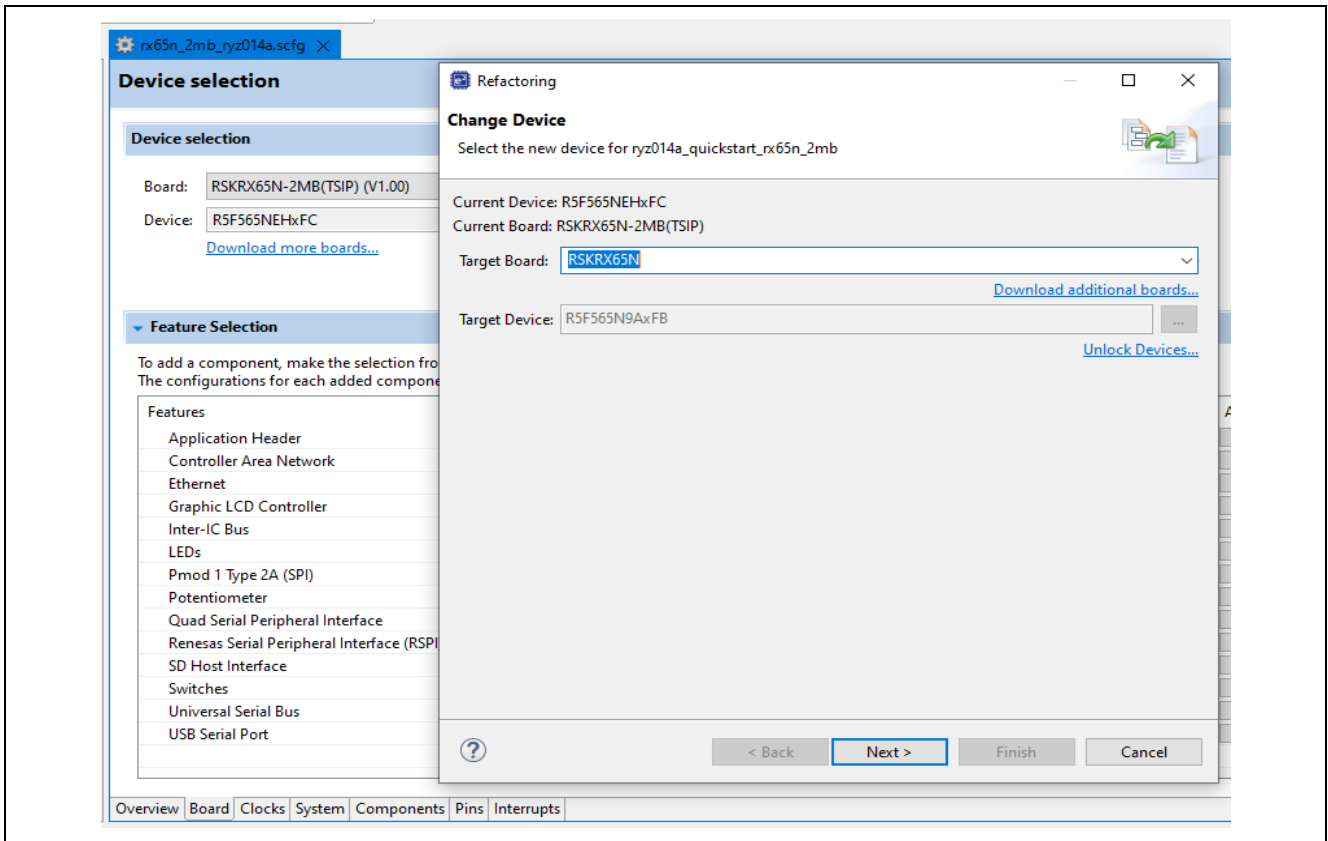 rx65n_2mb_ryz014a.scfg
Device selection
Device selection
Board: RSKRX65N-2MB(TSIP) (V1.00)
Device: R5F565NEHxFC
Download more boards...
Feature Selection
To add a component, make the selection fro
The configurations for each added compone
Features
Application Header
Controller Area Network
Ethernet
Graphic LCD Controller
Inter-IC Bus
LEDs
Pmod 1 Type 2A (SPI)
Potentiometer
Quad Serial Peripheral Interface
Renesas Serial Peripheral Interface (RSPI
SD Host Interface
Switches
Universal Serial Bus
USB Serial Port
Overview Board Clocks System Components Pins Interrupts
Refactoring
Change Device
Select the new device for ryz014a_quickstart_rx65n_2mb
Current Device: R5F565NEHxFC
Current Board: RSKRX65N-2MB(TSIP)
Target Board: RSKRX65N
Download additional boards...
Target Device: R5F565N9AxFB
...
Unlock Devices...
? < Back Next > Finish Cancel